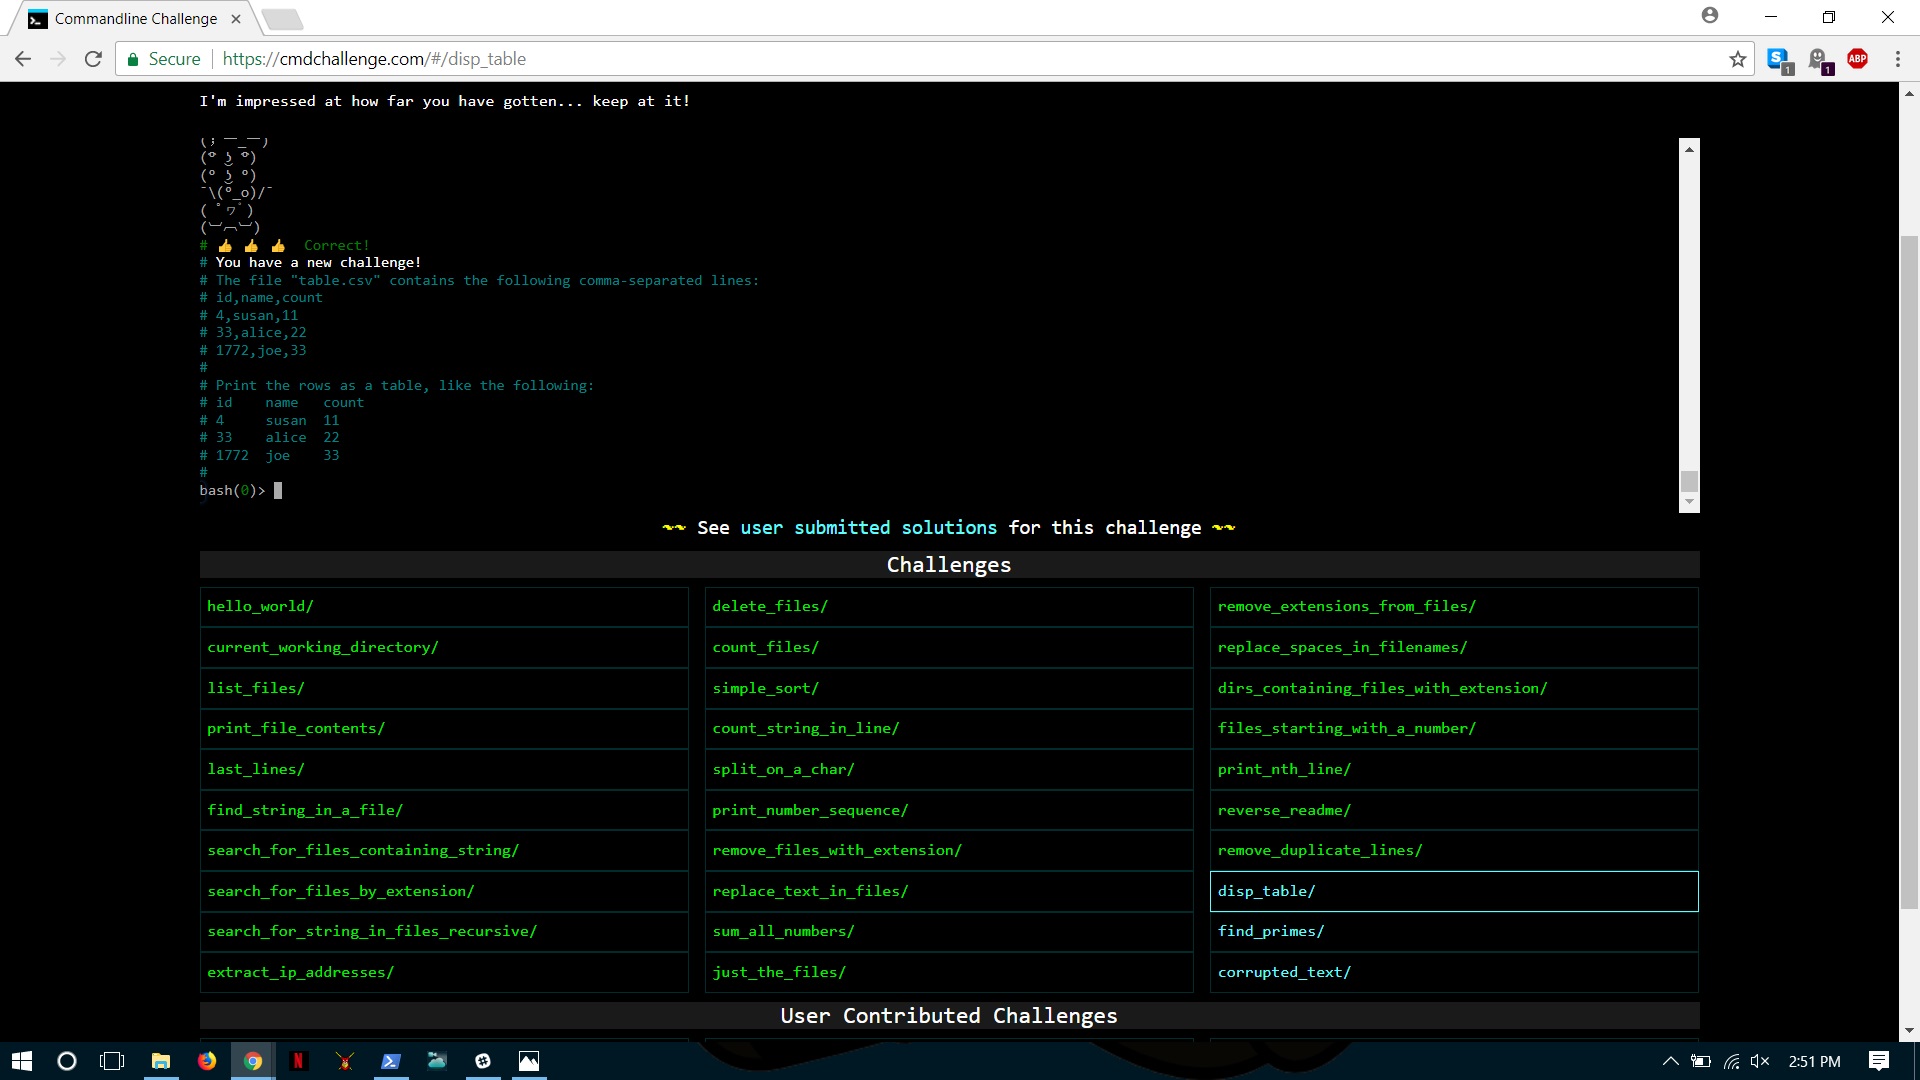 Commandline Challenge
Secure https://cmdchallenge.com/#/disp_table
S 1 1 ABP
I'm impressed at how far you have gotten... keep at it!
(͡° ͜ʖ ͡°)
(° ͜ʖ °)
¯\(°_o)/¯
( ﾟヮﾟ)
(︶︹︶)
# 👍 👍 👍 Correct!
# You have a new challenge!
# The file "table.csv" contains the following comma-separated lines:
# id,name,count
# 4,susan,11
# 33,alice,22
# 1772,joe,33
#
# Print the rows as a table, like the following:
# id name count
# 4 susan 11
# 33 alice 22
# 1772 joe 33
#
bash(0)>
~~ See user submitted solutions for this challenge ~~
Challenges
hello_world/
current_working_directory/
list_files/
print_file_contents/
last_lines/
find_string_in_a_file/
search_for_files_containing_string/
search_for_files_by_extension/
search_for_string_in_files_recursive/
extract_ip_addresses/
delete_files/
count_files/
simple_sort/
count_string_in_line/
split_on_a_char/
print_number_sequence/
remove_files_with_extension/
replace_text_in_files/
sum_all_numbers/
just_the_files/
remove_extensions_from_files/
replace_spaces_in_filenames/
dirs_containing_files_with_extension/
files_starting_with_a_number/
print_nth_line/
reverse_readme/
remove_duplicate_lines/
disp_table/
find_primes/
corrupted_text/
User Contributed Challenges
N
2:51 PM